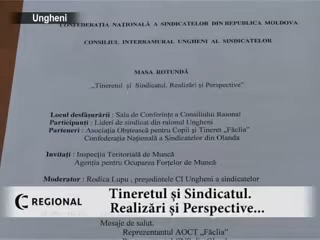 Ungheni
CONFEDERAȚIA NAȚIONALĂ A SINDICATELOR DIN REPUBLICA MOLDOVA
CONSILIUL INTERRAMURAL UNGHENI AL SINDICATELOR
MASA ROTUNDĂ
„Tineretul și Sindicatul. Realizări și Perspective”
Locul desfășurării : Sala de Conferințe a Consiliului Raional
Participanți : Lideri de sindicat din raionul Ungheni
Parteneri : Asociația Obștească pentru Copii și Tineret „Făclia”
Confederația Națională a Sindicatelor din Olanda
Invitați : Inspecția Teritorială de Muncă
Agenția pentru Ocuparea Forțelor de Muncă
Moderator : Rodica Lupu , președintele CI Ungheni a sindicatelor
REGIONAL
Tineretul și Sindicatul.
Realizări și Perspective...
Mesaje de salut.
Reprezentantul AOCT „Făclia”